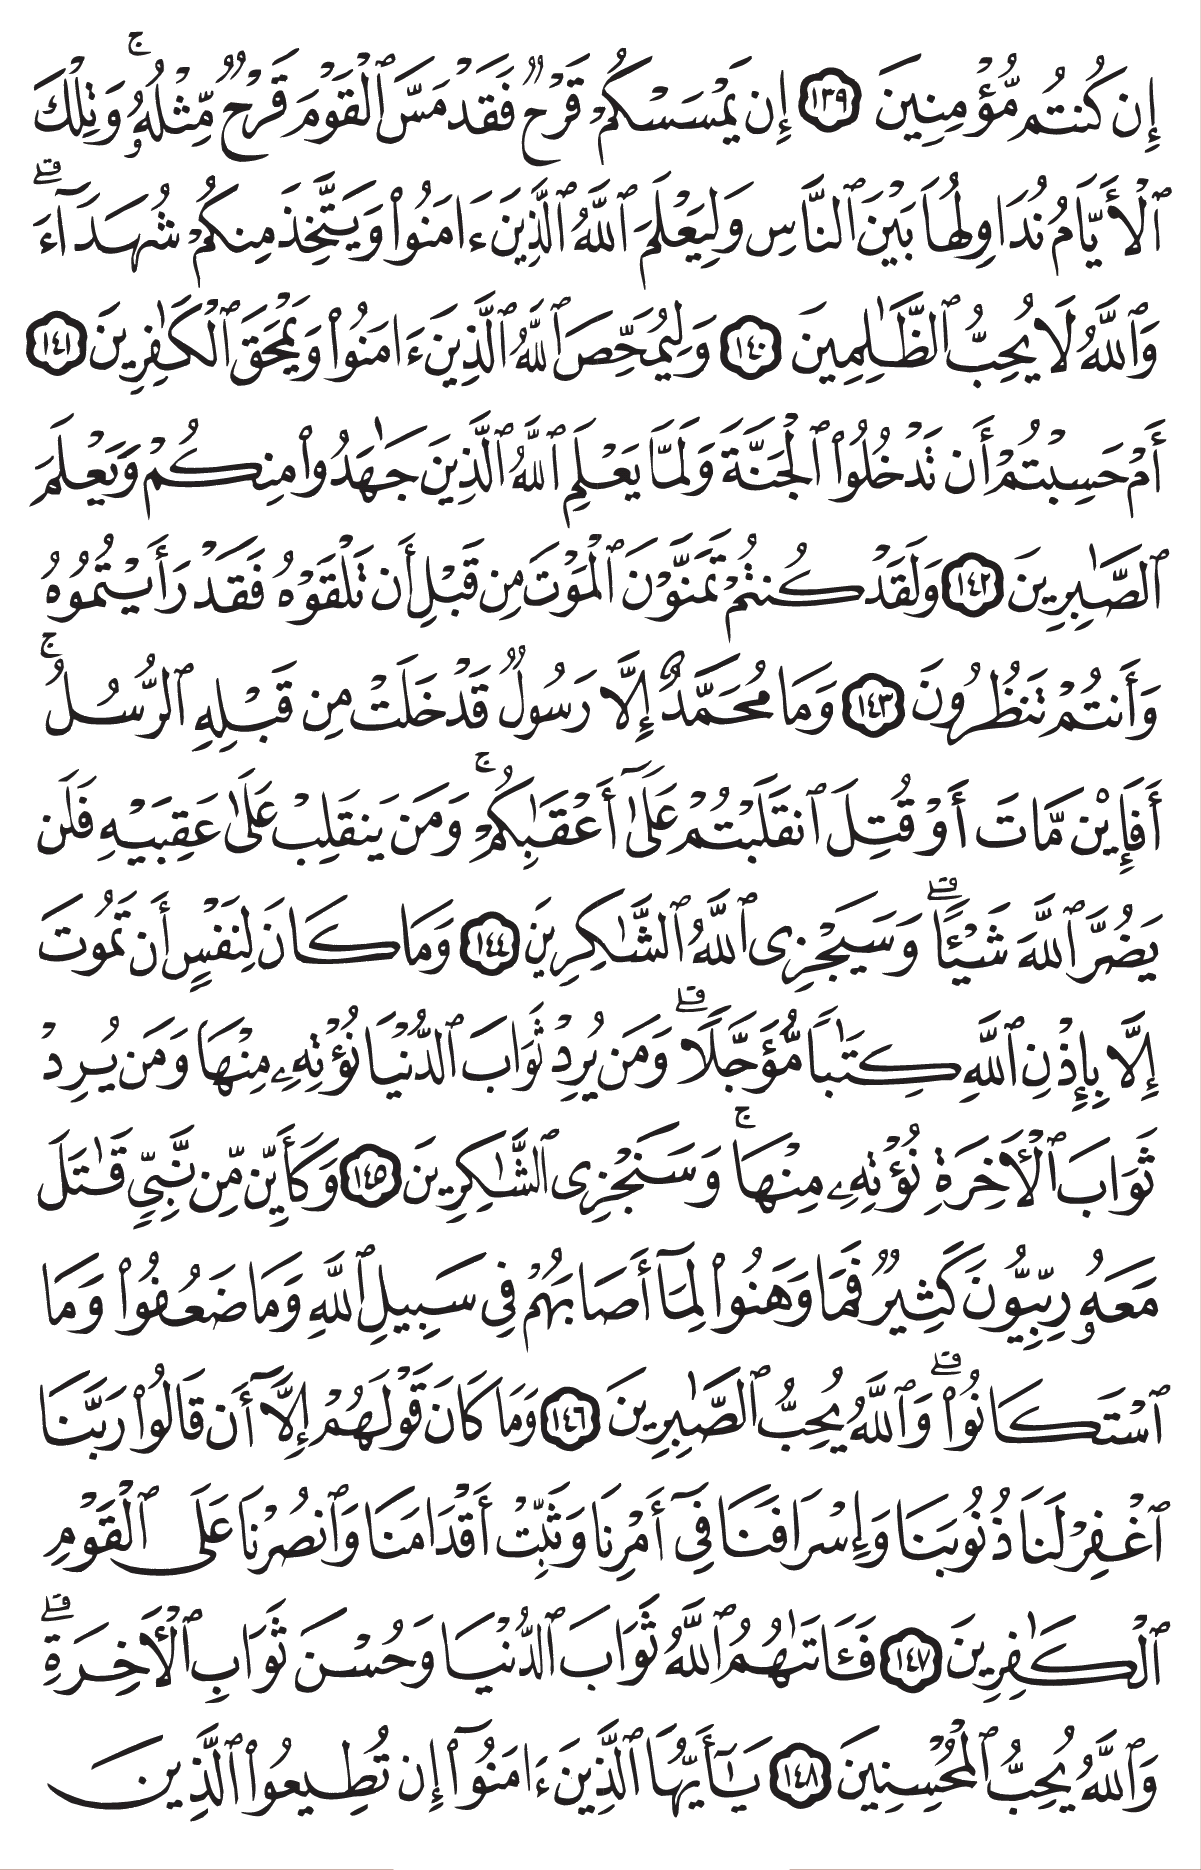 إِن كُنتُم مُّؤْمِنِينَ ١٣٩ إِن يَمْسَسْكُمْ قَرْحٌ فَقَدْ مَسَّ ٱلْقَوْمَ قَرْحٌ مِّثْلُهُۥ ۚ وَتِلْكَ
ٱلْأَيَّامُ نُدَاوِلُهَا بَيْنَ ٱلنَّاسِ وَلِيَعْلَمَ ٱللَّهُ ٱلَّذِينَ ءَامَنُوا۟ وَيَتَّخِذَ مِنكُمْ شُهَدَآءَ ۗ
وَٱللَّهُ لَا يُحِبُّ ٱلظَّـٰلِمِينَ ١٤٠ وَلِيُمَحِّصَ ٱللَّهُ ٱلَّذِينَ ءَامَنُوا۟ وَيَمْحَقَ ٱلْكَـٰفِرِينَ ١٤١
أَمْ حَسِبْتُمْ أَن تَدْخُلُوا۟ ٱلْجَنَّةَ وَلَمَّا يَعْلَمِ ٱللَّهُ ٱلَّذِينَ جَـٰهَدُوا۟ مِنكُمْ وَيَعْلَمَ
ٱلصَّـٰبِرِينَ ١٤٢ وَلَقَدْ كُنتُمْ تَمَنَّوْنَ ٱلْمَوْتَ مِن قَبْلِ أَن تَلْقَوْهُ فَقَدْ رَأَيْتُمُوهُ
وَأَنتُمْ تَنظُرُونَ ١٤٣ وَمَا مُحَمَّدٌ إِلَّا رَسُولٌ قَدْ خَلَتْ مِن قَبْلِهِ ٱلرُّسُلُ ۚ
أَفَإِي۟ن مَّاتَ أَوْ قُتِلَ ٱنقَلَبْتُمْ عَلَىٰٓ أَعْقَـٰبِكُمْ ۚ وَمَن يَنقَلِبْ عَلَىٰ عَقِبَيْهِ فَلَن
يَضُرَّ ٱللَّهَ شَيْـًٔا ۗ وَسَيَجْزِى ٱللَّهُ ٱلشَّـٰكِرِينَ ١٤٤ وَمَا كَانَ لِنَفْسٍ أَن تَمُوتَ
إِلَّا بِإِذْنِ ٱللَّهِ كِتَـٰبًا مُّؤَجَّلًا ۗ وَمَن يُرِدْ ثَوَابَ ٱلدُّنْيَا نُؤْتِهِۦ مِنْهَا وَمَن يُرِدْ
ثَوَابَ ٱلْـَٔاخِرَةِ نُؤْتِهِۦ مِنْهَا ۚ وَسَنَجْزِى ٱلشَّـٰكِرِينَ ١٤٥ وَكَأَيِّن مِّن نَّبِىٍّ قَـٰتَلَ
مَعَهُۥ رِبِّيُّونَ كَثِيرٌ فَمَا وَهَنُوا۟ لِمَآ أَصَابَهُمْ فِى سَبِيلِ ٱللَّهِ وَمَا ضَعُفُوا۟ وَمَا
ٱسْتَكَانُوا۟ ۗ وَٱللَّهُ يُحِبُّ ٱلصَّـٰبِرِينَ ١٤٦ وَمَا كَانَ قَوْلَهُمْ إِلَّآ أَن قَالُوا۟ رَبَّنَا
ٱغْفِرْ لَنَا ذُنُوبَنَا وَإِسْرَافَنَا فِىٓ أَمْرِنَا وَثَبِّتْ أَقْدَامَنَا وَٱنصُرْنَا عَلَى ٱلْقَوْمِ
ٱلْكَـٰفِرِينَ ١٤٧ فَـَٔاتَىٰهُمُ ٱللَّهُ ثَوَابَ ٱلدُّنْيَا وَحُسْنَ ثَوَابِ ٱلْـَٔاخِرَةِ ۗ
وَٱللَّهُ يُحِبُّ ٱلْمُحْسِنِينَ ١٤٨ يَـٰٓأَيُّهَا ٱلَّذِينَ ءَامَنُوٓا۟ إِن تُطِيعُوا۟ ٱلَّذِينَ